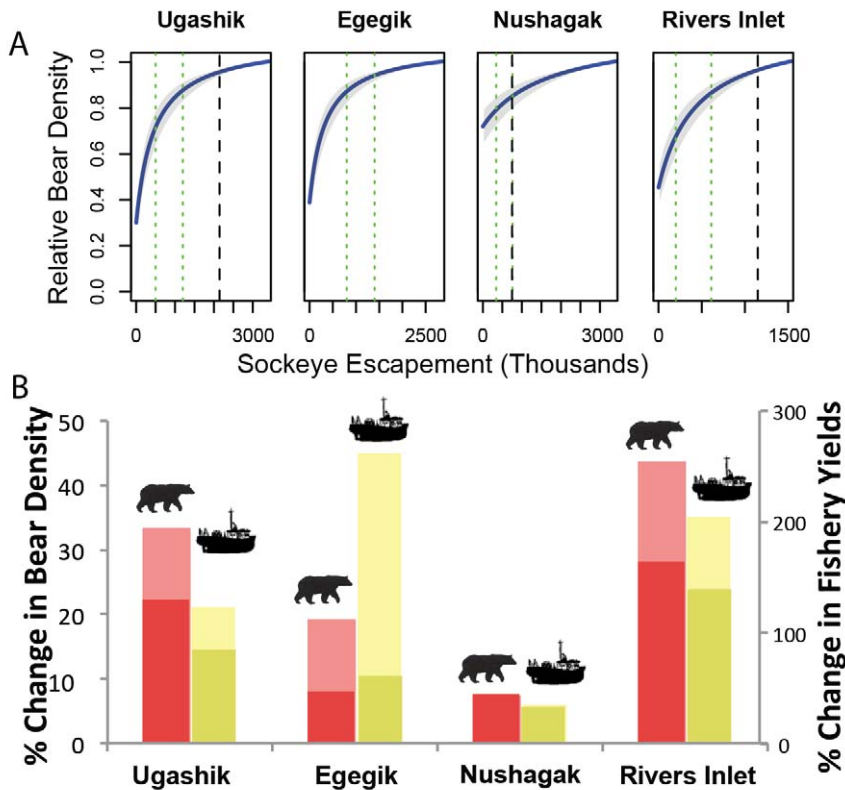 A
Ugashik Egegik Nushagak Rivers Inlet
Relative Bear Density
0.0 0.2 0.4 0.6 0.8 1.0
0 3000 0 2500 0 3000 0 1500
Sockeye Escapement (Thousands)
B
% Change in Bear Density
50
40
30
20
10
0
% Change in Fishery Yields
300
200
100
0
Ugashik Egegik Nushagak Rivers Inlet